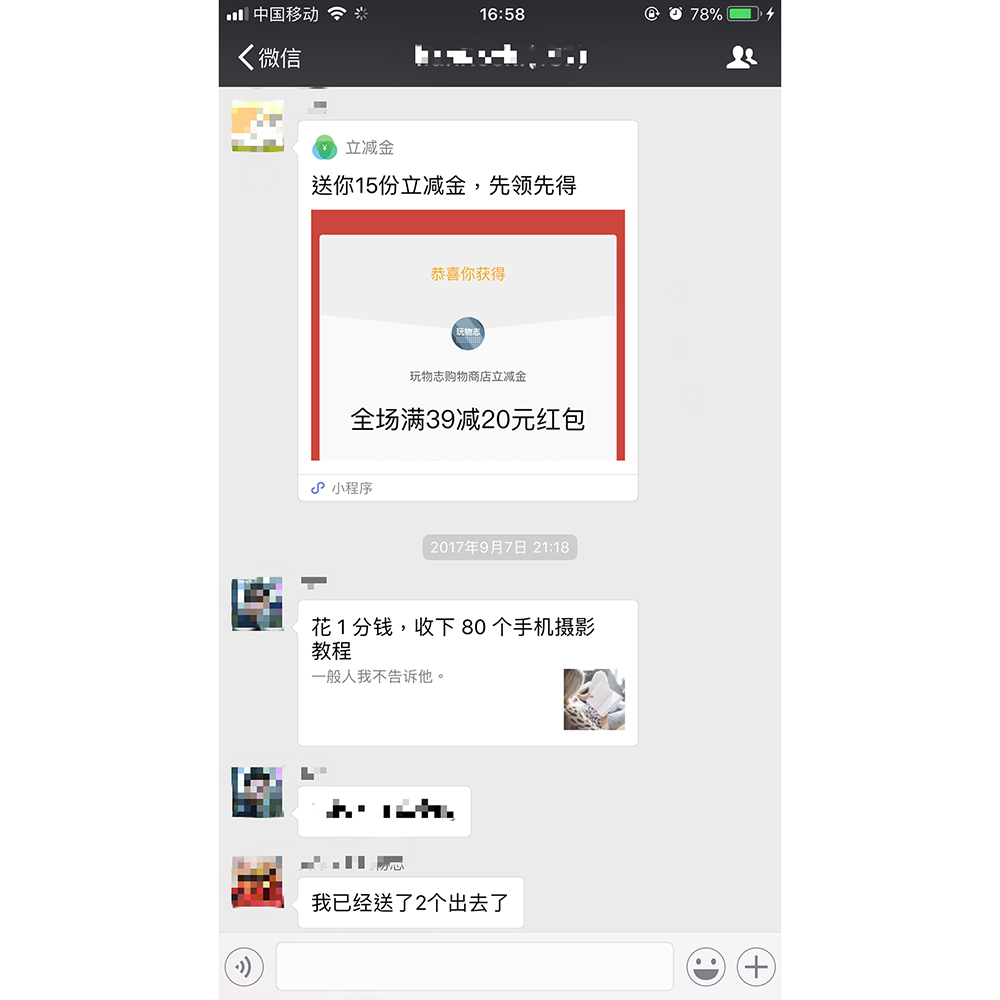 中国移动
16:58
78%
微信
立减金
送你15份立减金，先领先得
恭喜你获得
玩物志
玩物志购物商店立减金
全场满39减20元红包
小程序
2017年9月7日 21:18
花 1 分钱，收下 80 个手机摄影
教程
一般人我不告诉他。
我已经送了2个出去了